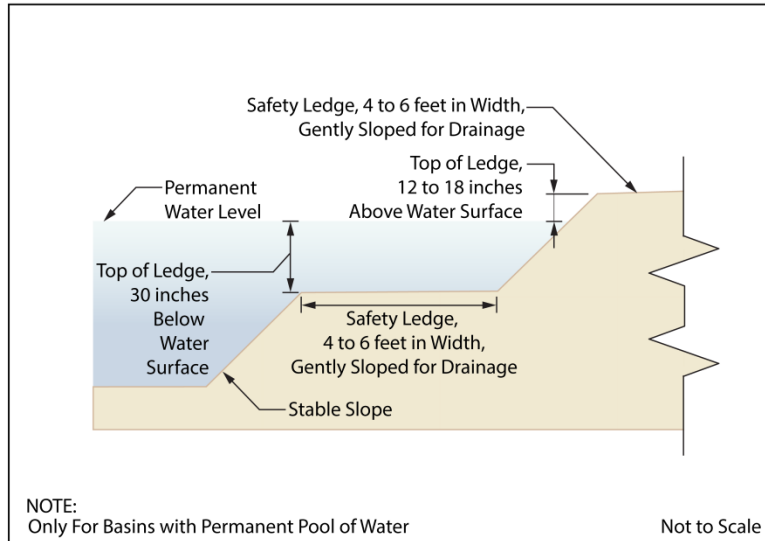 Safety Ledge, 4 to 6 feet in Width,
Gently Sloped for Drainage
Top of Ledge,
12 to 18 inches
Above Water Surface
Permanent
Water Level
Top of Ledge,
30 inches
Below
Water
Surface
Safety Ledge,
4 to 6 feet in Width,
Gently Sloped for Drainage
Stable Slope
NOTE:
Only For Basins with Permanent Pool of Water
Not to Scale